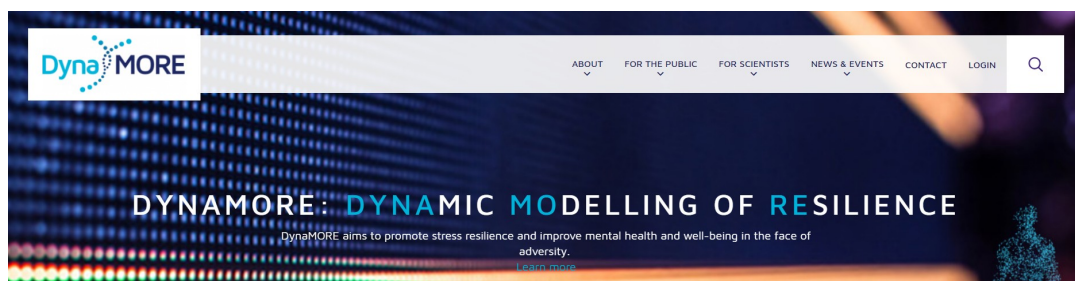 DynaMORE
ABOUT FOR THE PUBLIC FOR SCIENTISTS NEWS & EVENTS CONTACT LOGIN
DYNAMORE: DYNAMIC MODELLING OF RESILIENCE
DynaMORE aims to promote stress resilience and improve mental health and well-being in the face of
adversity.
Learn more